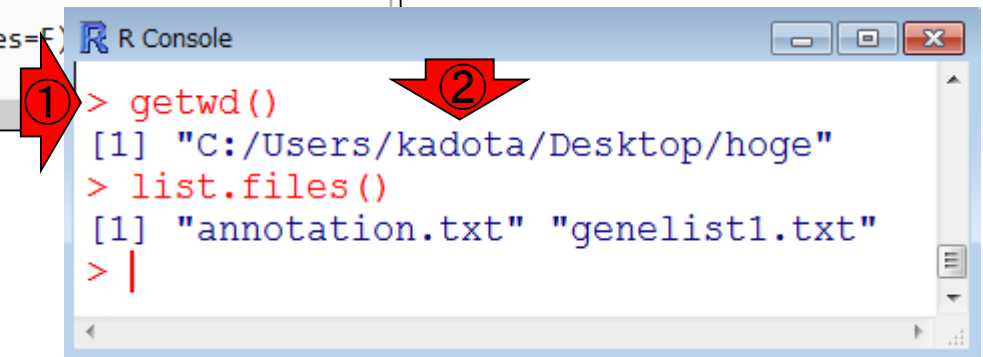 es=F)
R R Console
①
②
> getwd()
[1] "C:/Users/kadota/Desktop/hoge"
> list.files()
[1] "annotation.txt" "genelist1.txt"
>